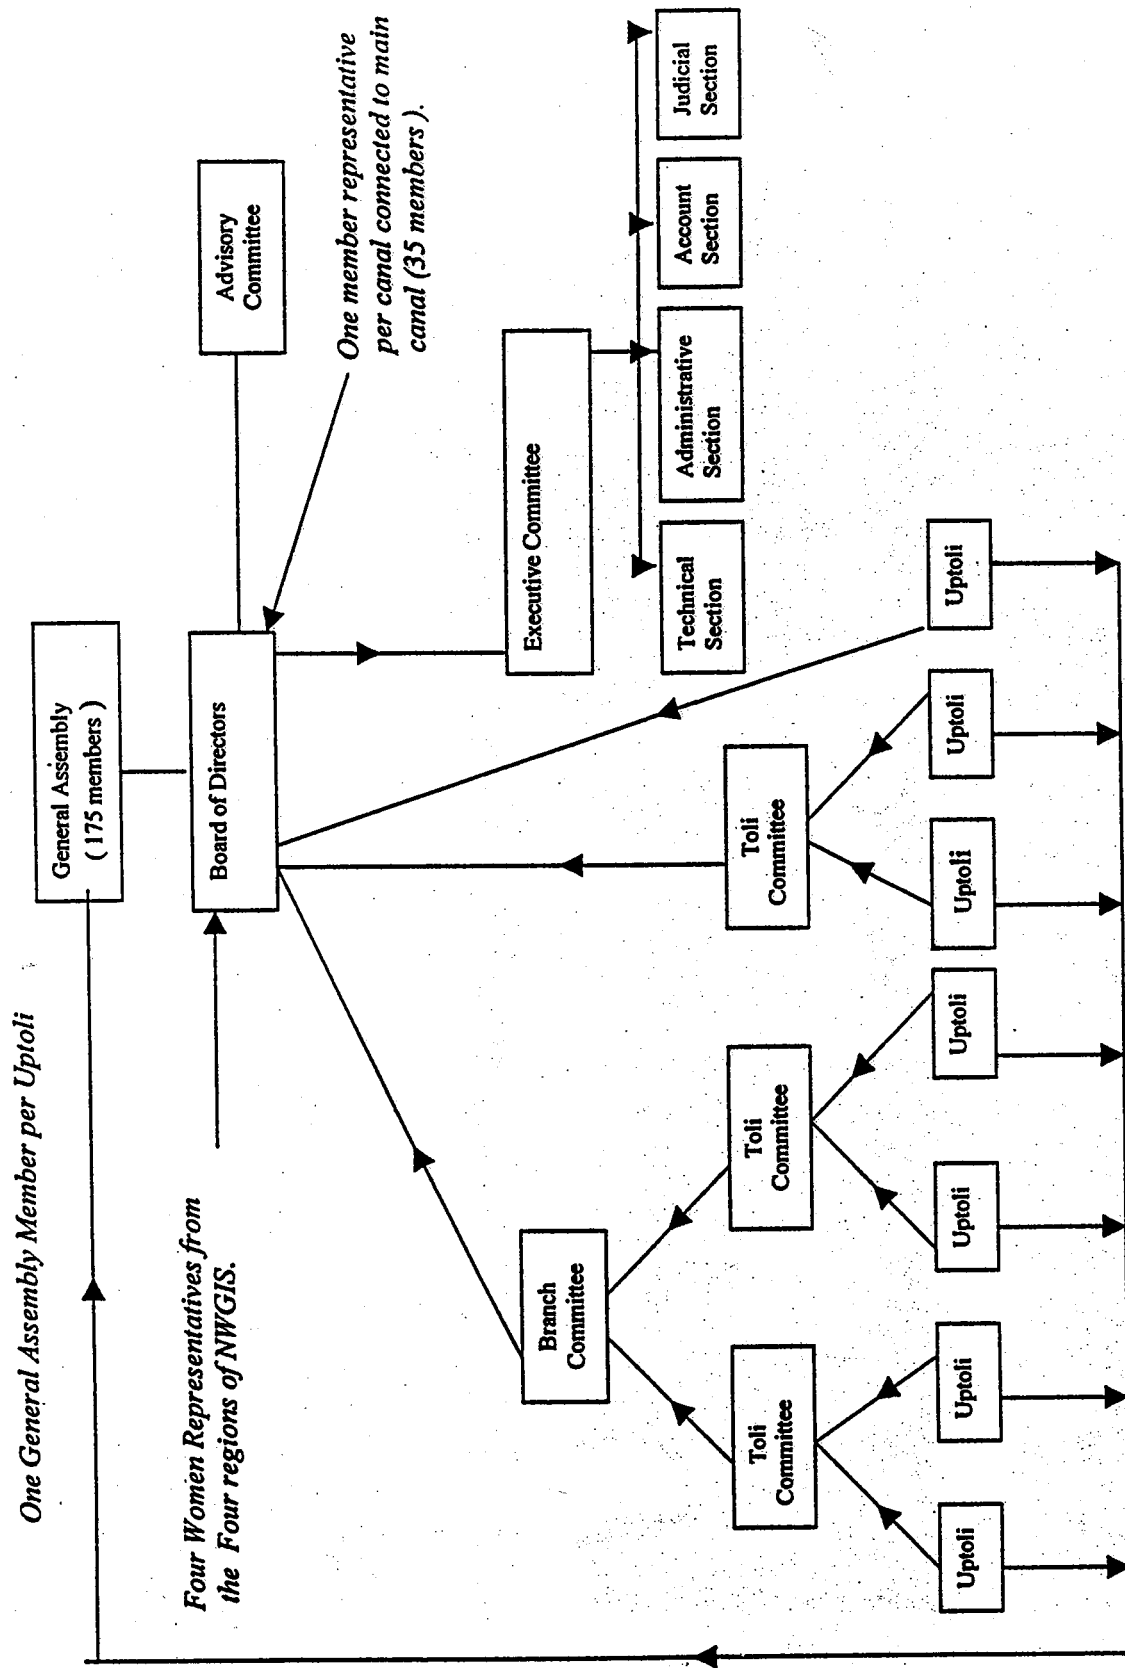 One General Assembly Member per Uptoli
General Assembly
( 175 members )
Four Women Representatives from
the Four regions of NWGIS.
Board of Directors
Advisory
Committee
One member representative
per canal connected to main
canal (35 members ).
Branch
Committee
Executive Committee
Technical
Section
Administrative
Section
Account
Section
Judicial
Section
Toli
Committee
Toli
Committee
Toli
Committee
Uptoli
Uptoli
Uptoli
Uptoli
Uptoli
Uptoli
Uptoli